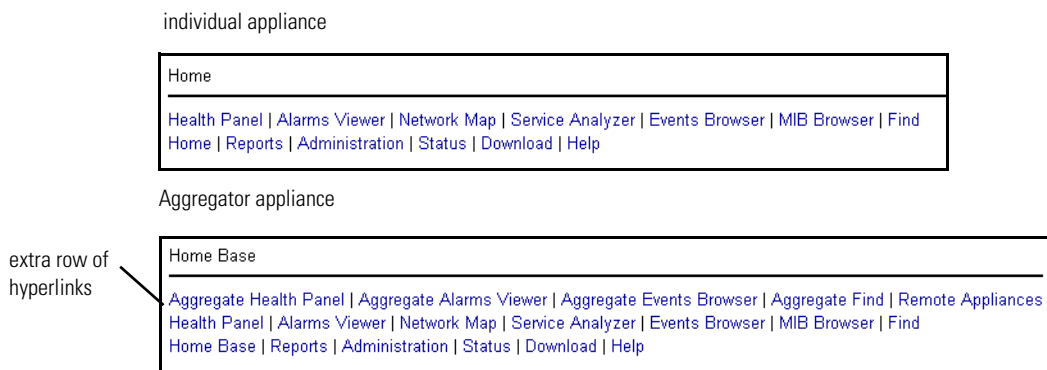 individual appliance
Home
Health Panel | Alarms Viewer | Network Map | Service Analyzer | Events Browser | MIB Browser | Find
Home | Reports | Administration | Status | Download | Help
Aggregator appliance
extra row of
hyperlinks
Home Base
Aggregate Health Panel | Aggregate Alarms Viewer | Aggregate Events Browser | Aggregate Find | Remote Appliances
Health Panel | Alarms Viewer | Network Map | Service Analyzer | Events Browser | MIB Browser | Find
Home Base | Reports | Administration | Status | Download | Help